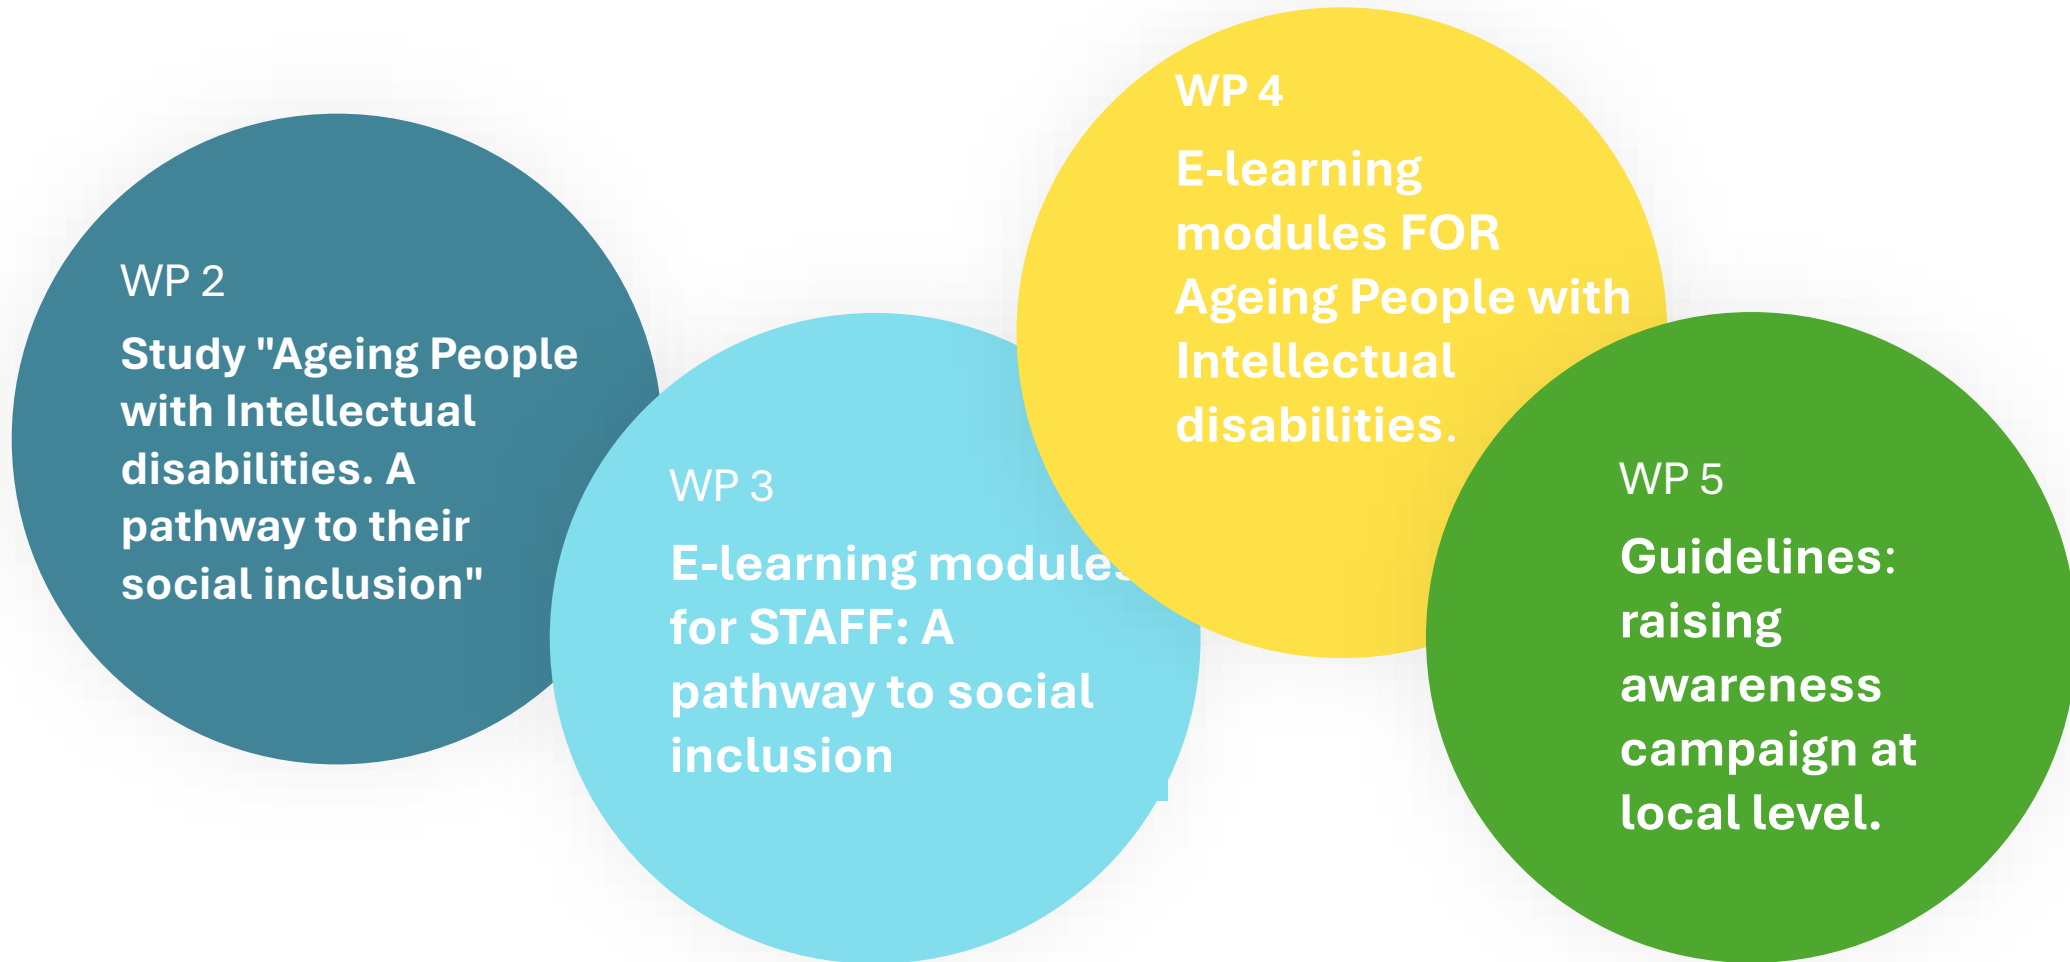 WP 2
Study "Ageing People
with Intellectual
disabilities. A
pathway to their
social inclusion"
WP 3
E-learning modules
for STAFF: A
pathway to social
inclusion
WP 4
E-learning
modules FOR
Ageing People with
Intellectual
disabilities.
WP 5
Guidelines:
raising
awareness
campaign at
local level.